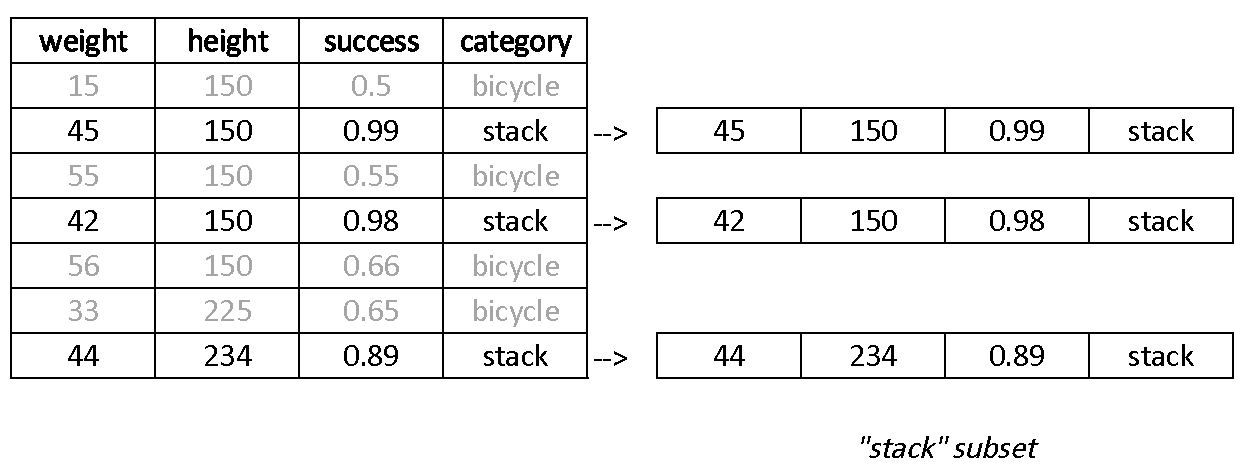 weight height success category
15 150 0.5 bicycle
45 150 0.99 stack --> 45 150 0.99 stack
55 150 0.55 bicycle
42 150 0.98 stack --> 42 150 0.98 stack
56 150 0.66 bicycle
33 225 0.65 bicycle
44 234 0.89 stack --> 44 234 0.89 stack
"stack" subset